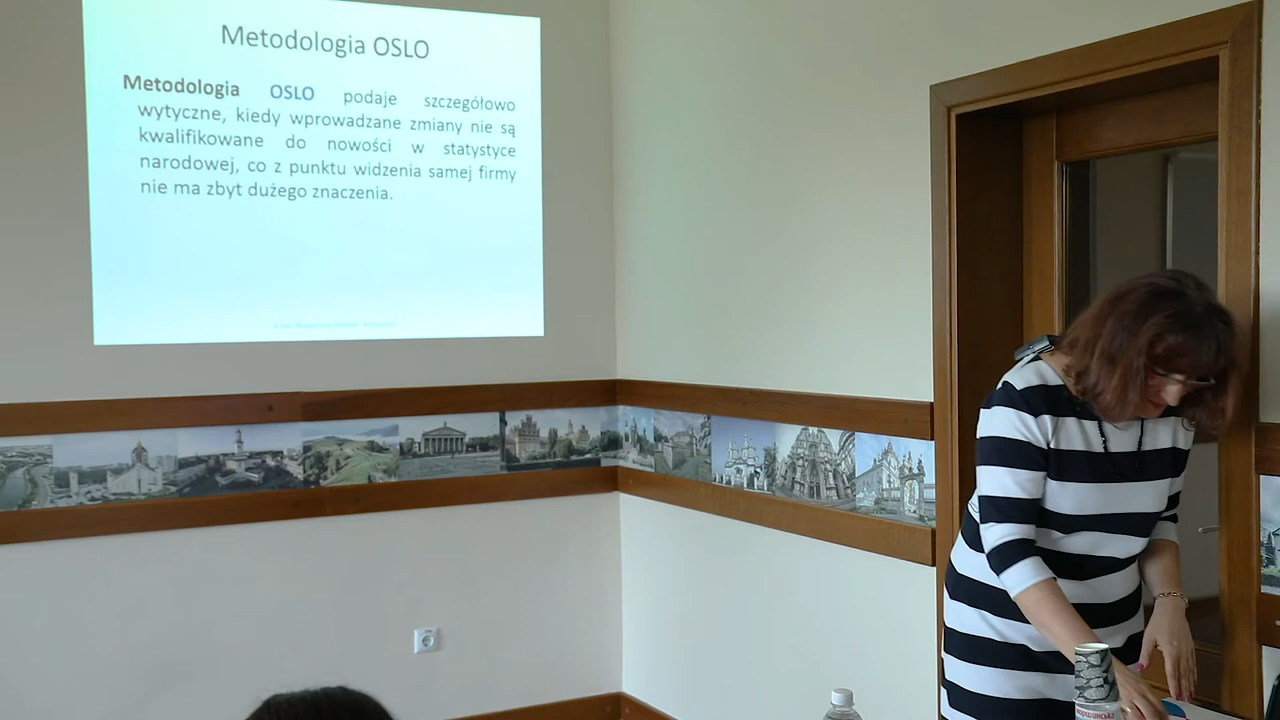 Metodologia OSLO
Metodologia OSLO podaje szczegółowo
wytyczne, kiedy wprowadzane zmiany nie są
kwalifikowane do nowości w statystyce
narodowej, co z punktu widzenia samej firmy
nie ma zbyt dużego znaczenia.